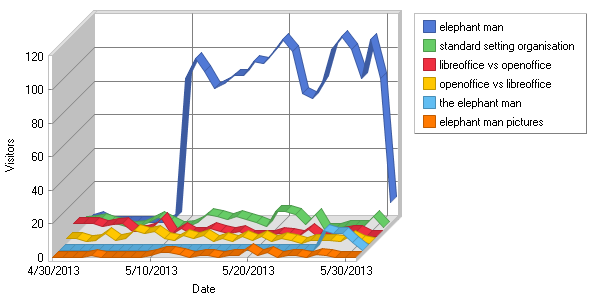 elephant man
standard setting organisation
libreoffice vs openoffice
openoffice vs libreoffice
the elephant man
elephant man pictures
120
100
80
60
40
20
0
Visitors
4/30/2013 5/10/2013 5/20/2013 5/30/2013
Date